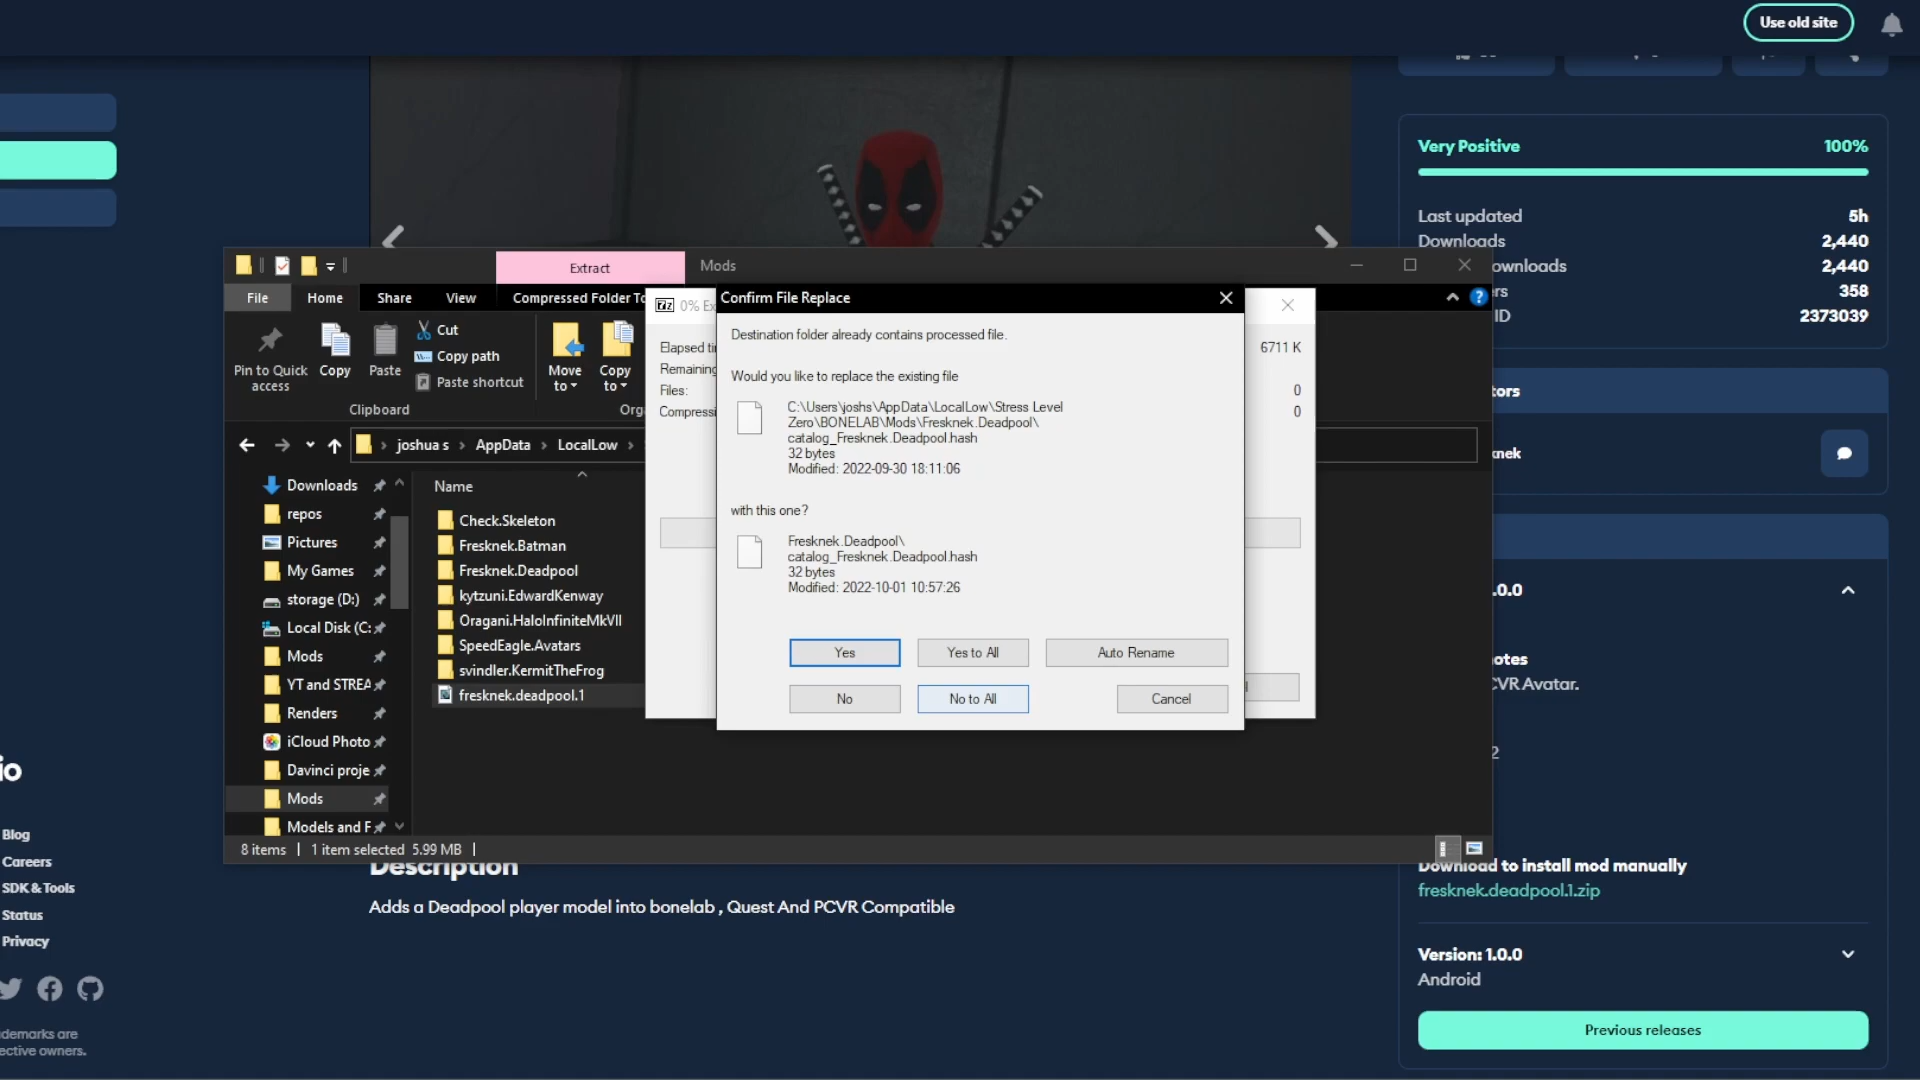 Use old site
Very Positive
100%
Last updated
5h
Downloads
2,440
ownloads
2,440
rs
358
ID
2373039
tors
knek
.0.0
otes
CVR Avatar.
2
Download to install mod manually
fresknek.deadpool.1.zip
Version: 1.0.0
Android
Previous releases
Extract
Mods
File
Home
Share
View
Compressed Folder To
Pin to Quick
access
Copy
Paste
Cut
Copy path
Paste shortcut
Move
to
Copy
to
Clipboard
Org
joshua s
AppData
LocalLow
Downloads
repos
Pictures
My Games
storage (D:)
Local Disk (C:
Mods
YT and STREA
Renders
iCloud Photo
Davinci proje
Mods
Models and F
Name
Check.Skeleton
Fresknek.Batman
Fresknek.Deadpool
kytzuni.EdwardKenway
Oragani.HaloInfiniteMkVII
SpeedEagle.Avatars
svindler.KermitTheFrog
fresknek.deadpool.1
8 items
1 item selected 5.99 MB
7z
0% Ex
Elapsed ti
6711 K
Remaining
Files:
0
Compressi
0
Confirm File Replace
Destination folder already contains processed file.
Would you like to replace the existing file
C:\Users\joshs\AppData\LocalLow\Stress Level
Zero\BONELAB\Mods\Fresknek.Deadpool\
catalog_Fresknek.Deadpool.hash
32 bytes
Modified: 2022-09-30 18:11:06
with this one?
Fresknek.Deadpool\
catalog_Fresknek.Deadpool.hash
32 bytes
Modified: 2022-10-01 10:57:26
Yes
Yes to All
Auto Rename
No
No to All
Cancel
Description
Adds a Deadpool player model into bonelab , Quest And PCVR Compatible
io
Blog
Careers
SDK & Tools
Status
Privacy
demarks are
ective owners.